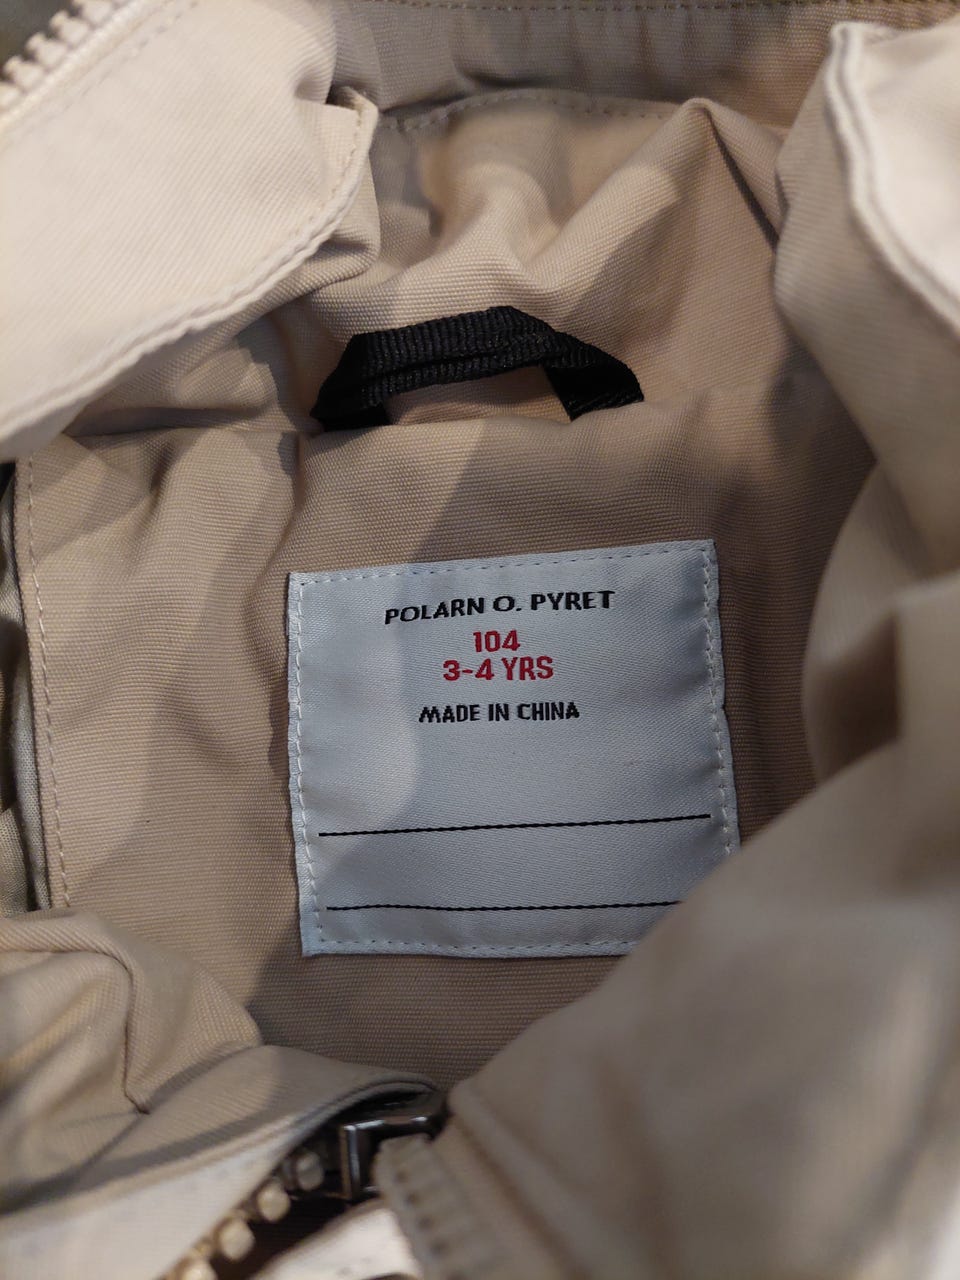 POLARN O. PYRET
104
3-4 YRS
MADE IN CHINA